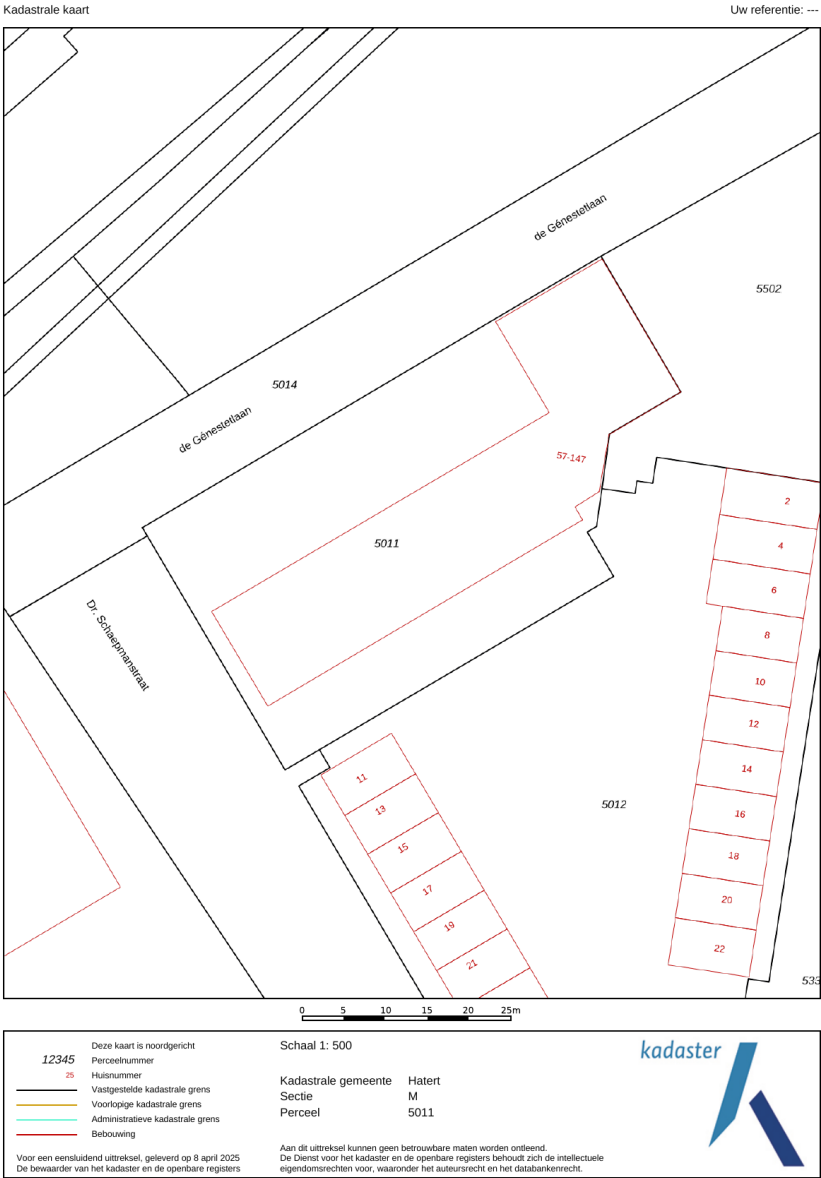 Kadastrale kaart
Uw referentie: ---
de Génestetlaan
5502
5014
de Génestetlaan
57-147
2
5011
4
6
Dr. Schaepmanstraat
8
10
12
14
11
5012
13
16
15
18
17
20
19
22
21
533
0 5 10 15 20 25m
Deze kaart is noordgericht
12345 Perceelnummer
25 Huisnummer
Vastgestelde kadastrale grens
Voorlopige kadastrale grens
Administratieve kadastrale grens
Bebouwing
Voor een eensluidend uittreksel, geleverd op 8 april 2025
De bewaarder van het kadaster en de openbare registers
Schaal 1: 500
Kadastrale gemeente Hatert
Sectie M
Perceel 5011
Aan dit uittreksel kunnen geen betrouwbare maten worden ontleend.
De Dienst voor het kadaster en de openbare registers behoudt zich de intellectuele
eigendomsrechten voor, waaronder het auteursrecht en het databankenrecht.
kadaster